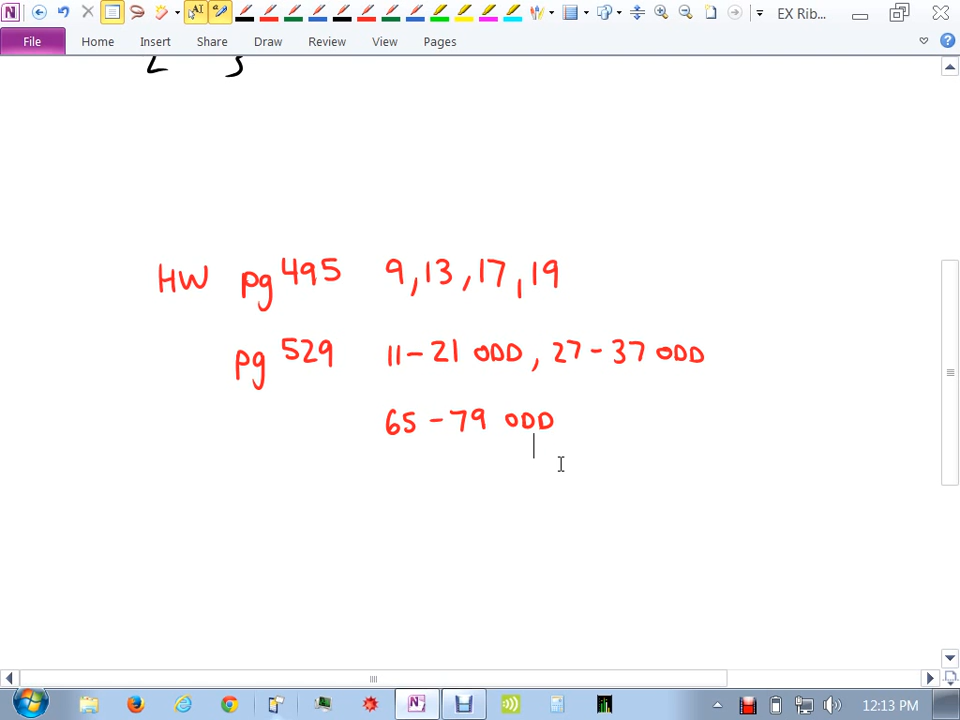 EX Rib...
File Home Insert Share Draw Review View Pages
HW pg 495 9, 13, 17, 19
pg 529 11 - 21 ODD, 27 - 37 ODD
65 - 79 ODD
12:13 PM